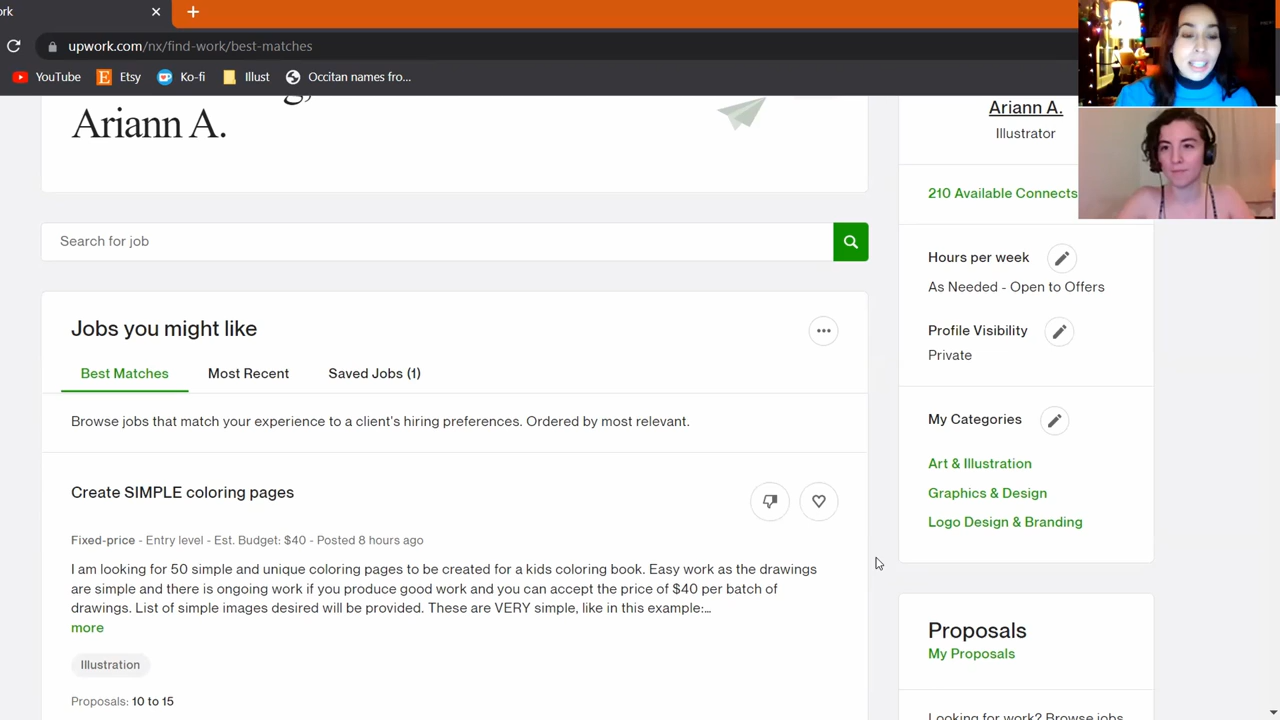 ork
upwork.com/nx/find-work/best-matches
YouTube
Etsy
Ko-fi
Illust
Occitan names fro...
Ariann A.
Ariann A.
Illustrator
210 Available Connects
Search for job
Hours per week
As Needed - Open to Offers
Profile Visibility
Private
My Categories
Art & Illustration
Graphics & Design
Logo Design & Branding
Jobs you might like
Best Matches
Most Recent
Saved Jobs (1)
Browse jobs that match your experience to a client's hiring preferences. Ordered by most relevant.
Create SIMPLE coloring pages
Fixed-price - Entry level - Est. Budget: $40 - Posted 8 hours ago
I am looking for 50 simple and unique coloring pages to be created for a kids coloring book. Easy work as the drawings
are simple and there is ongoing work if you produce good work and you can accept the price of $40 per batch of
drawings. List of simple images desired will be provided. These are VERY simple, like in this example:...
more
Illustration
Proposals: 10 to 15
Proposals
My Proposals
Looking for work? Browse jobs